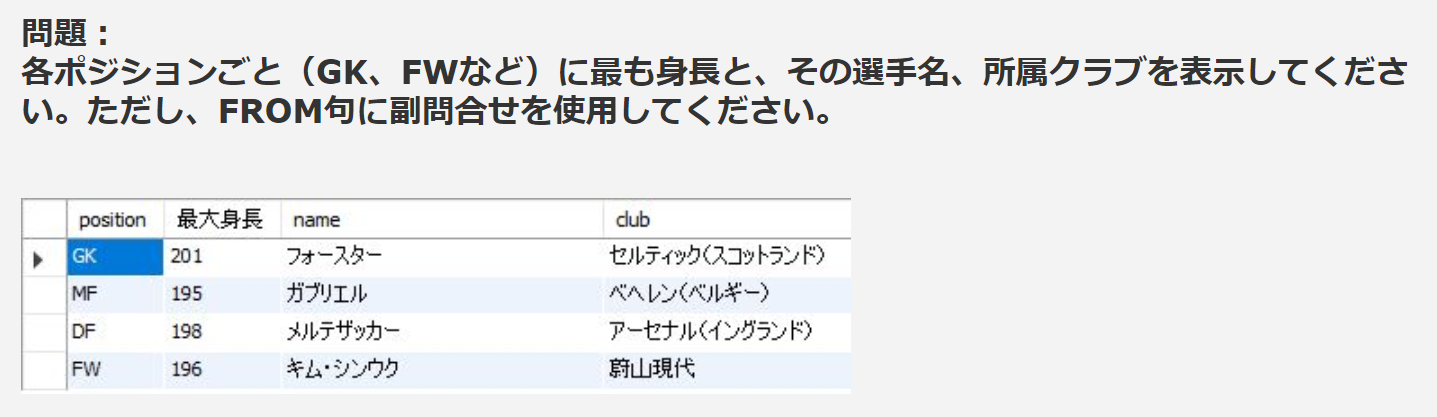 問題：
各ポジションごと（GK、FWなど）に最も身長と、その選手名、所属クラブを表示してくださ
い。ただし、FROM句に副問合せを使用してください。
position 最大身長 name club
GK 201 フォースター セルティック(スコットランド)
MF 195 ガブリエル ベヘレン(ベルギー)
DF 198 メルテザッカー アーセナル(イングランド)
FW 196 キム・シンウク 蔚山現代